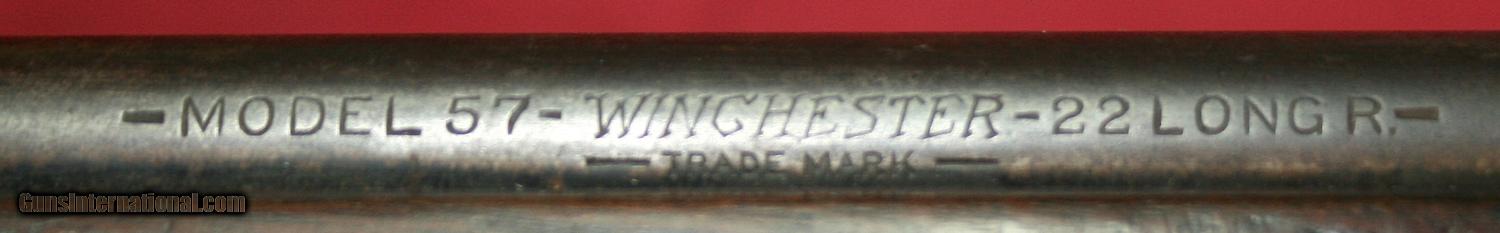 -MODEL 57-WINCHESTER-22 LONG R.-
-TRADE MARK-
GunsInternational.com